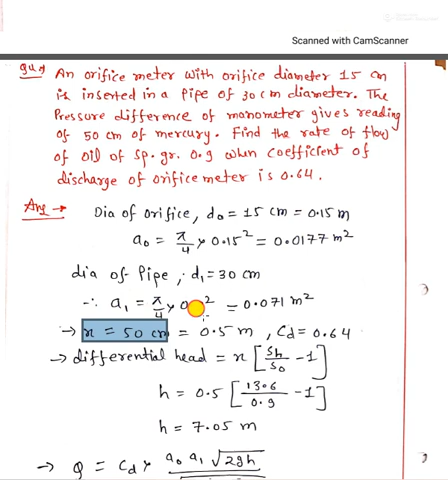 Scanned with CamScanner
Qu.4 An orifice meter with orifice diameter 15 cm
is inserted in a Pipe of 30 cm diameter. The
Pressure difference of manometer gives reading
of 50 cm of mercury. Find the rate of flow
of oil of sp. gr. 0.9 when coefficient of
discharge of orificemeter is 0.64.
Ans → Dia of orifice, d₀ = 15 cm = 0.15 m
a₀ = π/4 × 0.15² = 0.0177 m²
dia of Pipe, d₁ = 30 cm
∴ a₁ = π/4 × 0.² = 0.071 m²
→ x = 50 cm = 0.5 m, Cd = 0.64
→ differential head = x [Sh/So - 1]
h = 0.5 [13.6/0.9 - 1]
h = 7.05 m
→ Q = Cd × a₀ a₁ √2gh